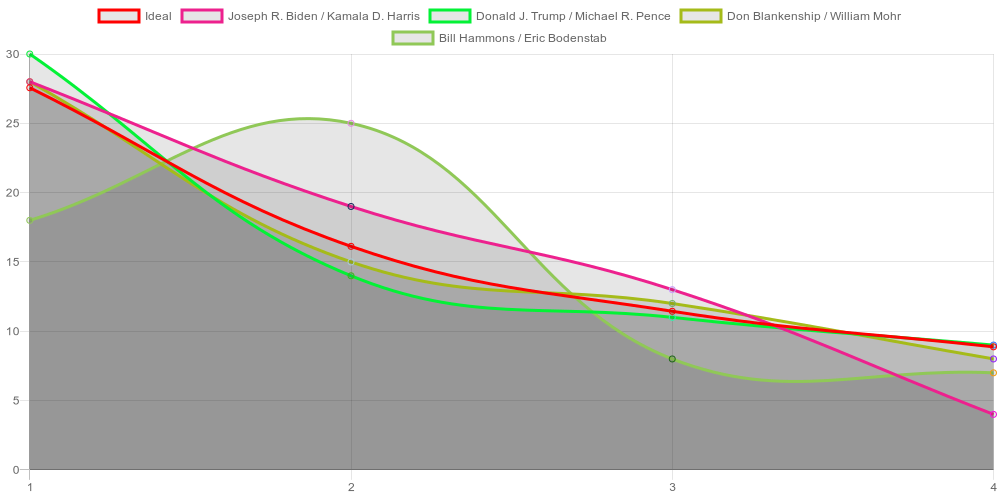 Ideal Joseph R. Biden / Kamala D. Harris Donald J. Trump / Michael R. Pence Don Blankenship / William Mohr
Bill Hammons / Eric Bodenstab
30
25
20
15
10
5
0
1 2 3 4